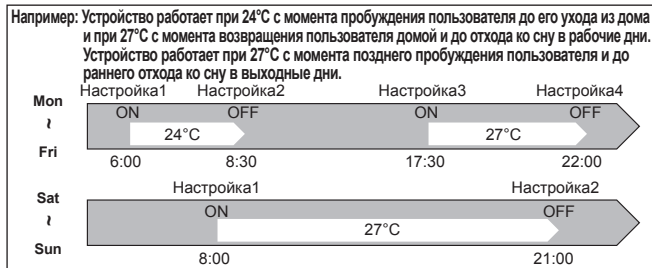 Например: Устройство работает при 24°C с момента пробуждения пользователя до его ухода из дома
и при 27°C с момента возвращения пользователя домой и до отхода ко сну в рабочие дни.
Устройство работает при 27°C с момента позднего пробуждения пользователя и до
раннего отхода ко сну в выходные дни.
Настройка1 Настройка2 Настройка3 Настройка4
Mon
ON OFF ON OFF
≀
24°C 27°C
Fri
6:00 8:30 17:30 22:00
Настройка1 Настройка2
Sat
ON OFF
≀
27°C
Sun
8:00 21:00